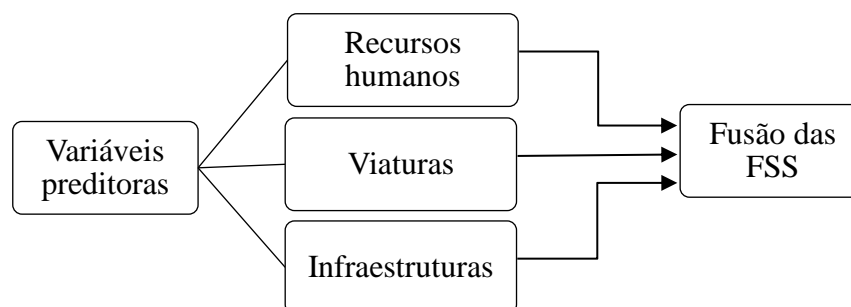 Variáveis
preditoras
Recursos
humanos
Viaturas
Infraestruturas
Fusão das
FSS